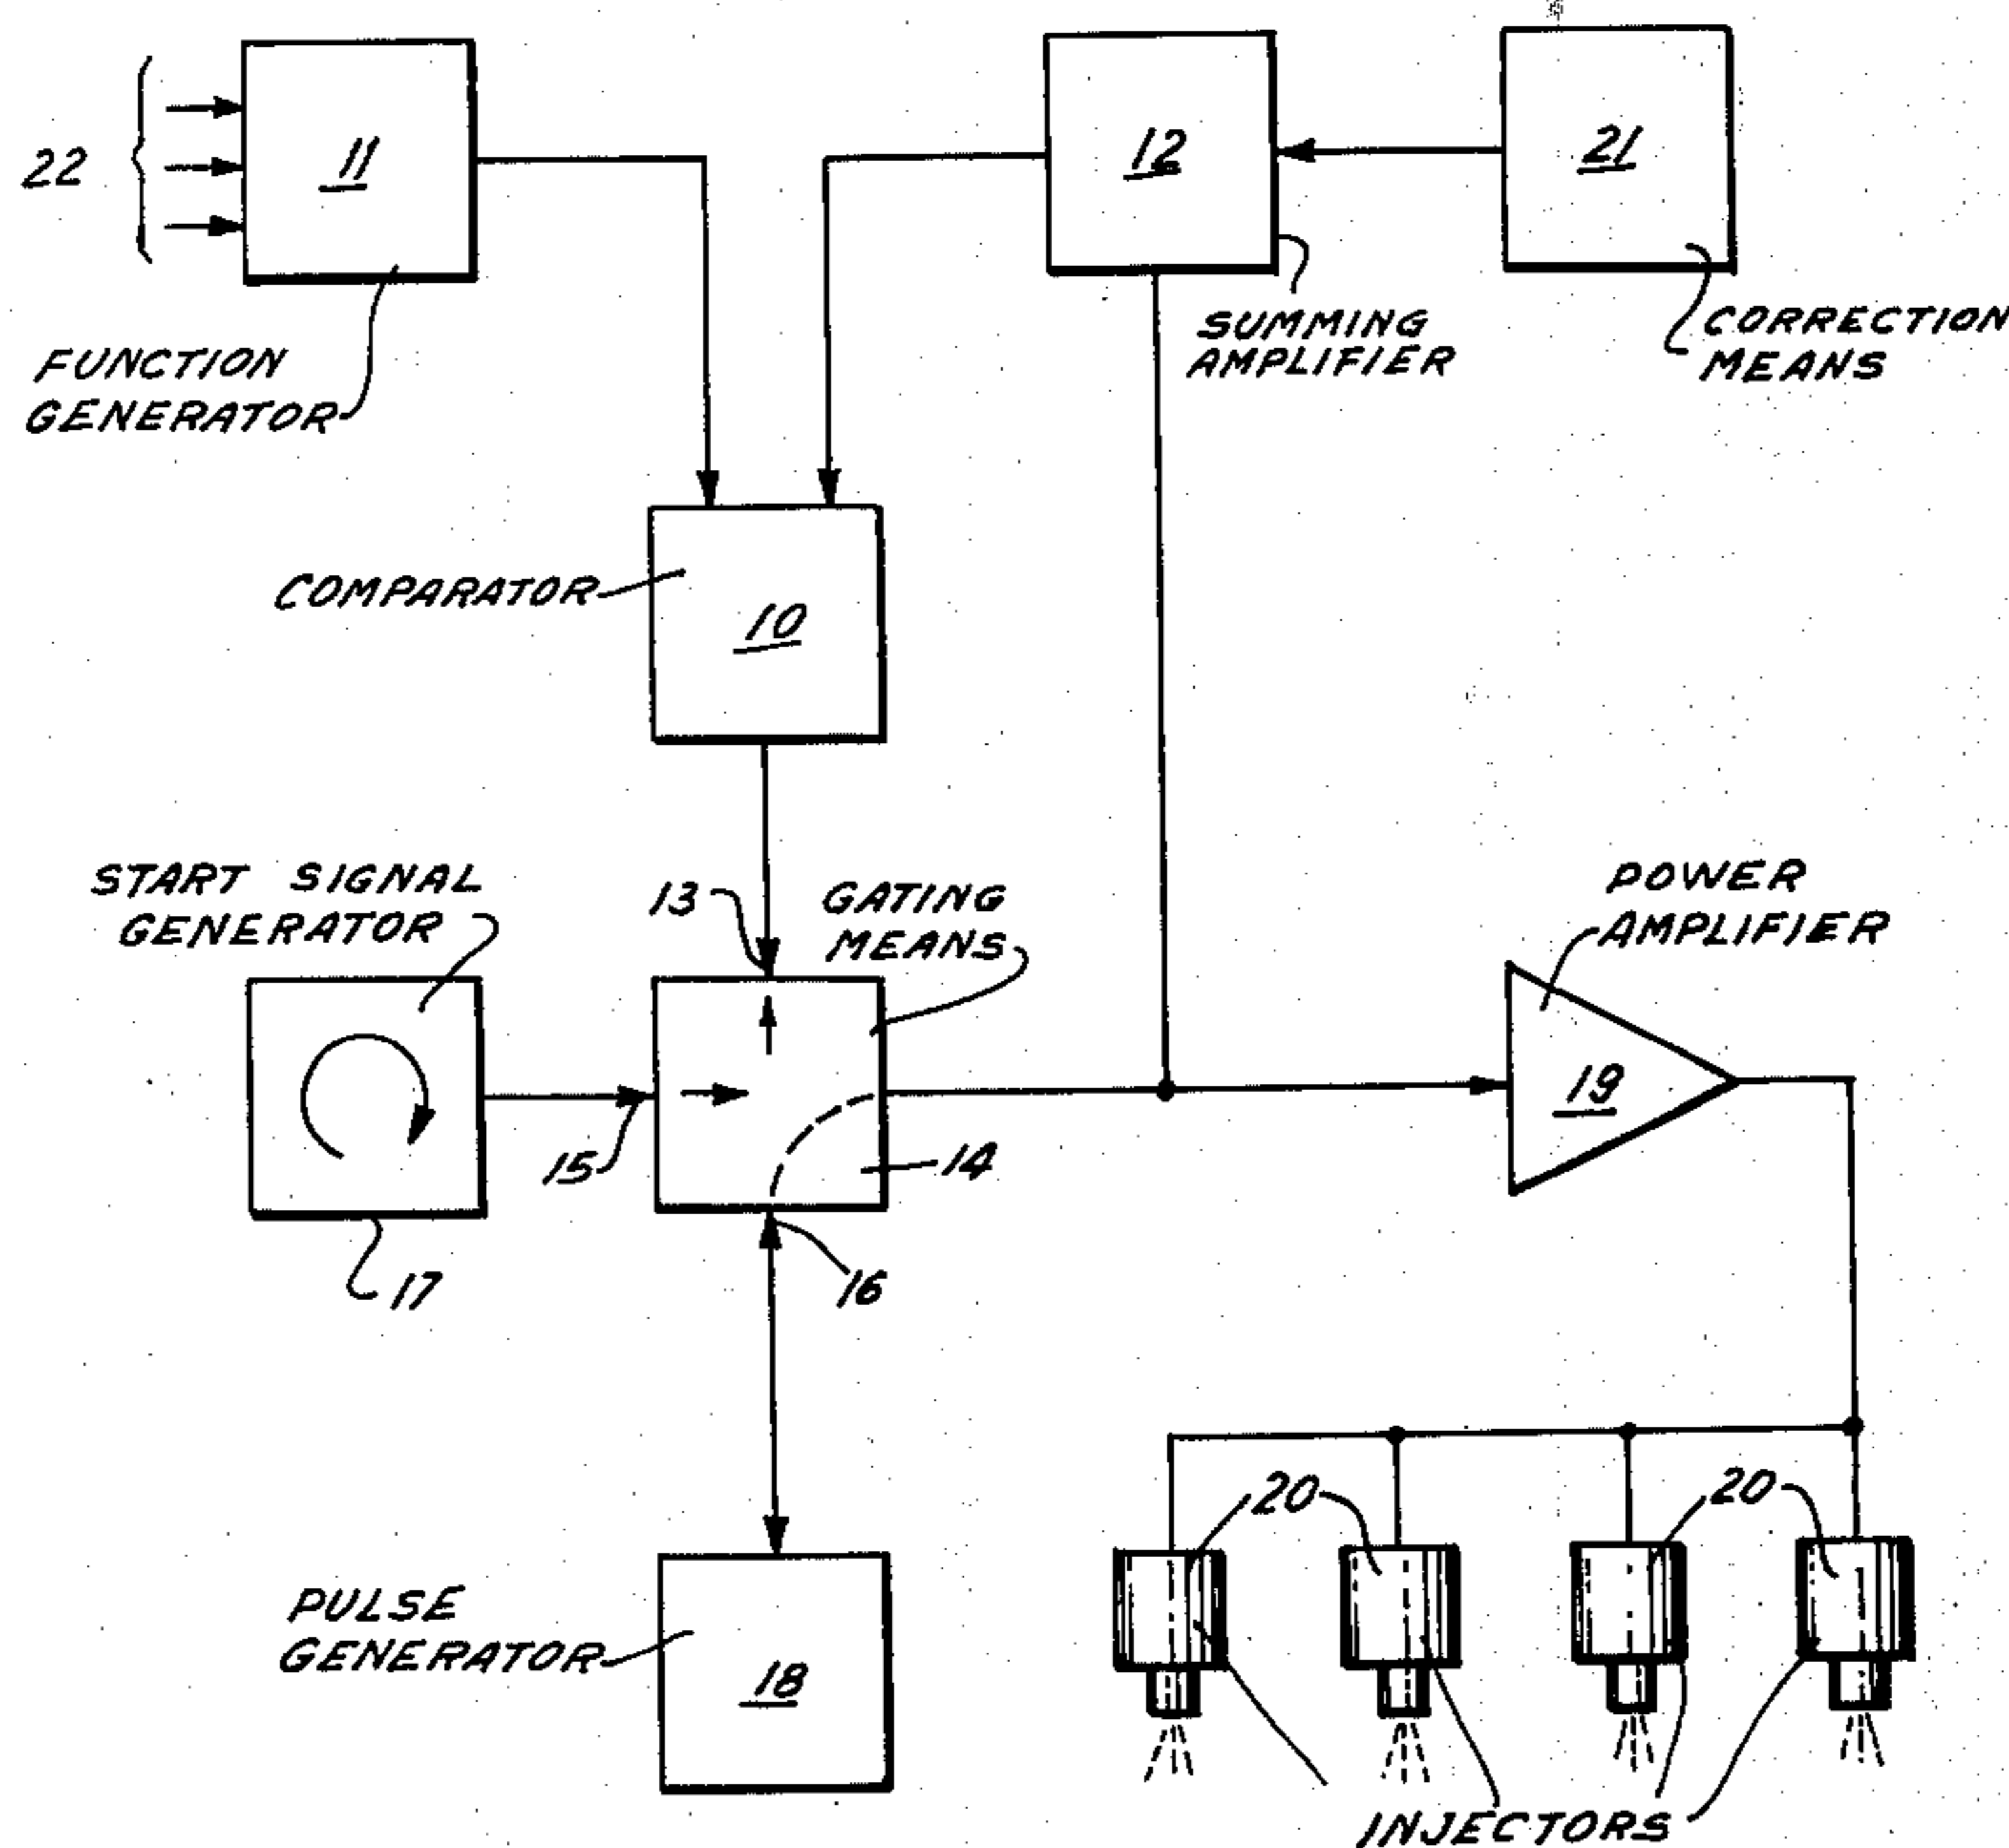 22
11
12
21
FUNCTION
GENERATOR
SUMMING
AMPLIFIER
CORRECTION
MEANS
COMPARATOR
10
START SIGNAL
GENERATOR
13
GATING
MEANS
POWER
AMPLIFIER
15
14
19
17
16
20
20
PULSE
GENERATOR
18
INJECTORS